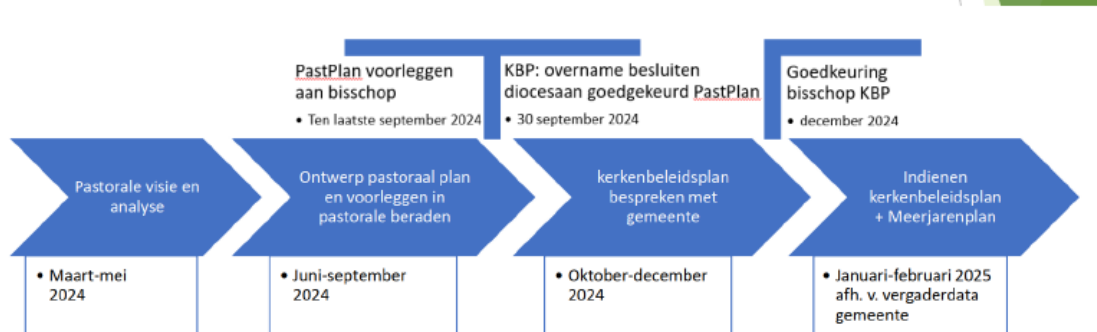 PastPlan voorleggen
aan bisschop
• Ten laatste september 2024
KBP: overname besluiten
diocesaan goedgekeurd PastPlan
• 30 september 2024
Goedkeuring
bisschop KBP
• december 2024
Pastorale visie en
analyse
Ontwerp pastoraal plan
en voorleggen in
pastorale beraden
kerkenbeleidsplan
bespreken met
gemeente
Indienen
kerkenbeleidsplan
+ Meerjarenplan
• Maart-mei
2024
• Juni-september
2024
• Oktober-december
2024
• Januari-februari 2025
afh. v. vergaderdata
gemeente